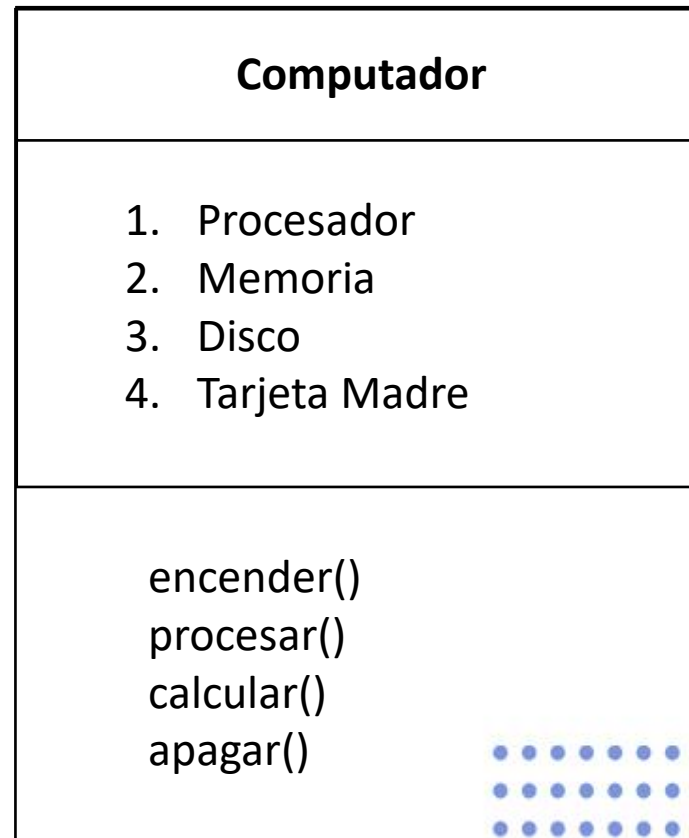 Computador
1. Procesador
2. Memoria
3. Disco
4. Tarjeta Madre
encender()
procesar()
calcular()
apagar()